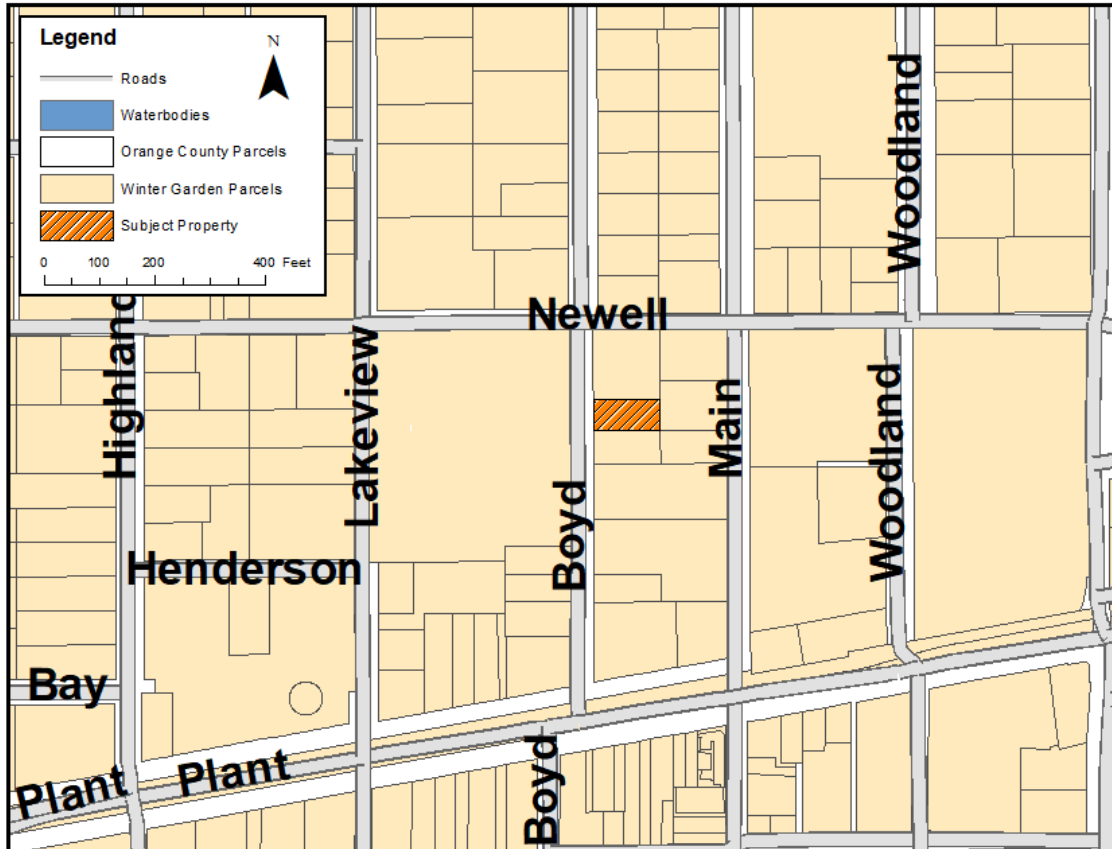 Legend
N
Roads
Waterbodies
Orange County Parcels
Winter Garden Parcels
Subject Property
0 100 200 400 Feet
Woodland
Newell
Highland
Lakeview
Main
Woodland
Boyd
Henderson
Bay
Plant
Plant
Boyd